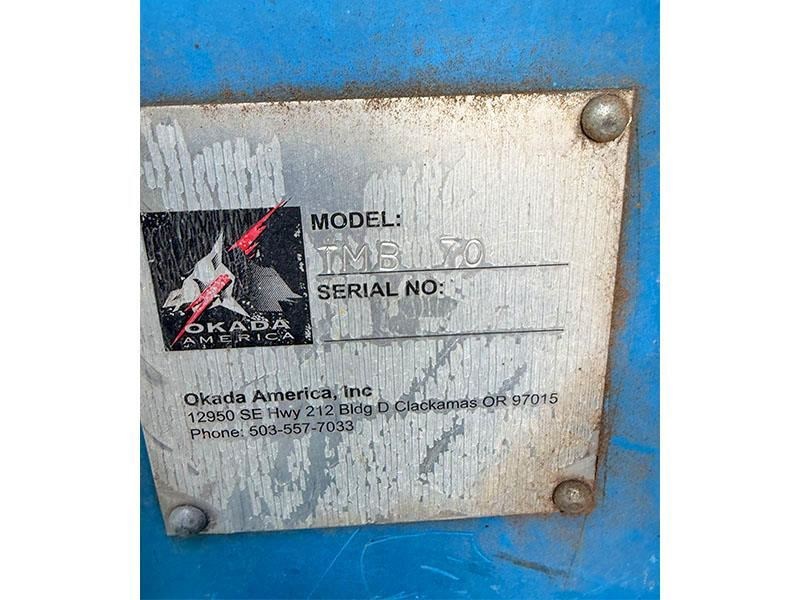 MODEL:
TMB 70
SERIAL NO:
OKADA
AMERICA
Okada America, Inc
12950 SE Hwy 212 Bldg D Clackamas OR 97015
Phone: 503-557-7033